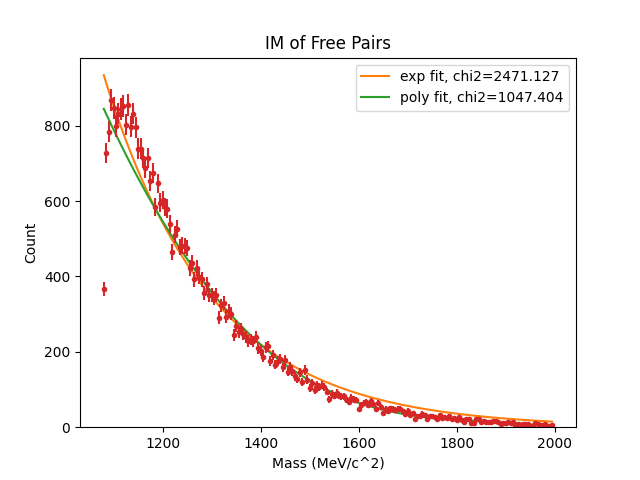 IM of Free Pairs
exp fit, chi2=2471.127
poly fit, chi2=1047.404
Count
800
600
400
200
0
1200 1400 1600 1800 2000
Mass (MeV/c^2)